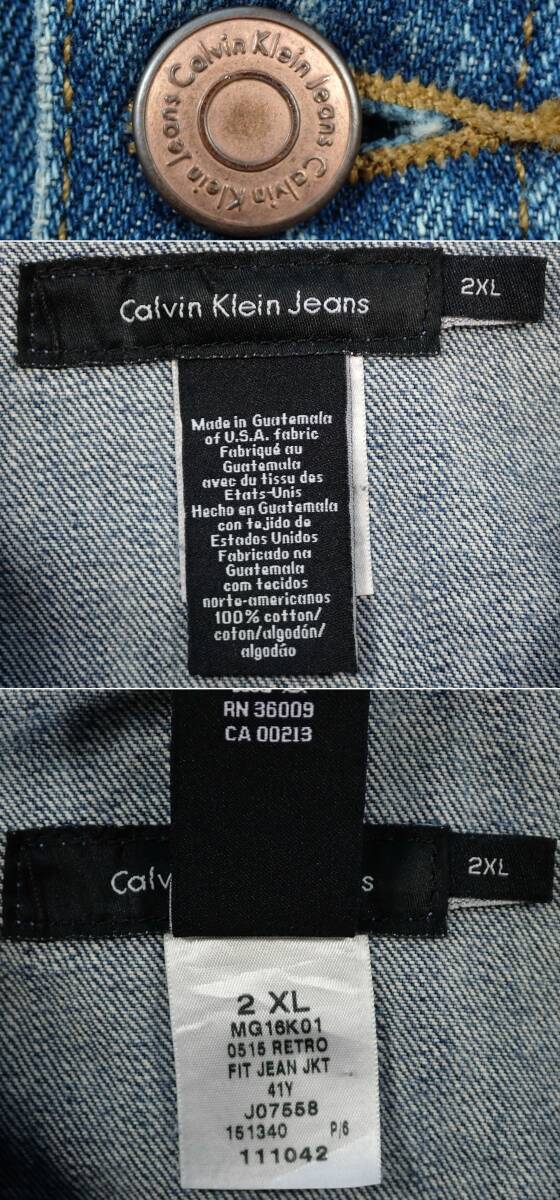 Calvin Klein Jeans Calvin Klein Jeans
Calvin Klein Jeans
2XL
Made in Guatemala
of U.S.A. fabric
Fabriqué au
Guatemala
avec du tissu des
Etats-Unis
Hecho en Guatemala
con tejido de
Estados Unidos
Fabricado na
Guatemala
com tecidos
norte-americanos
100% cotton/
coton/algodón/
algodão
RN 36009
CA 00213
Calv
s
2XL
2 XL
MG16K01
0515 RETRO
FIT JEAN JKT
41Y
J07558
151340 P/6
111042